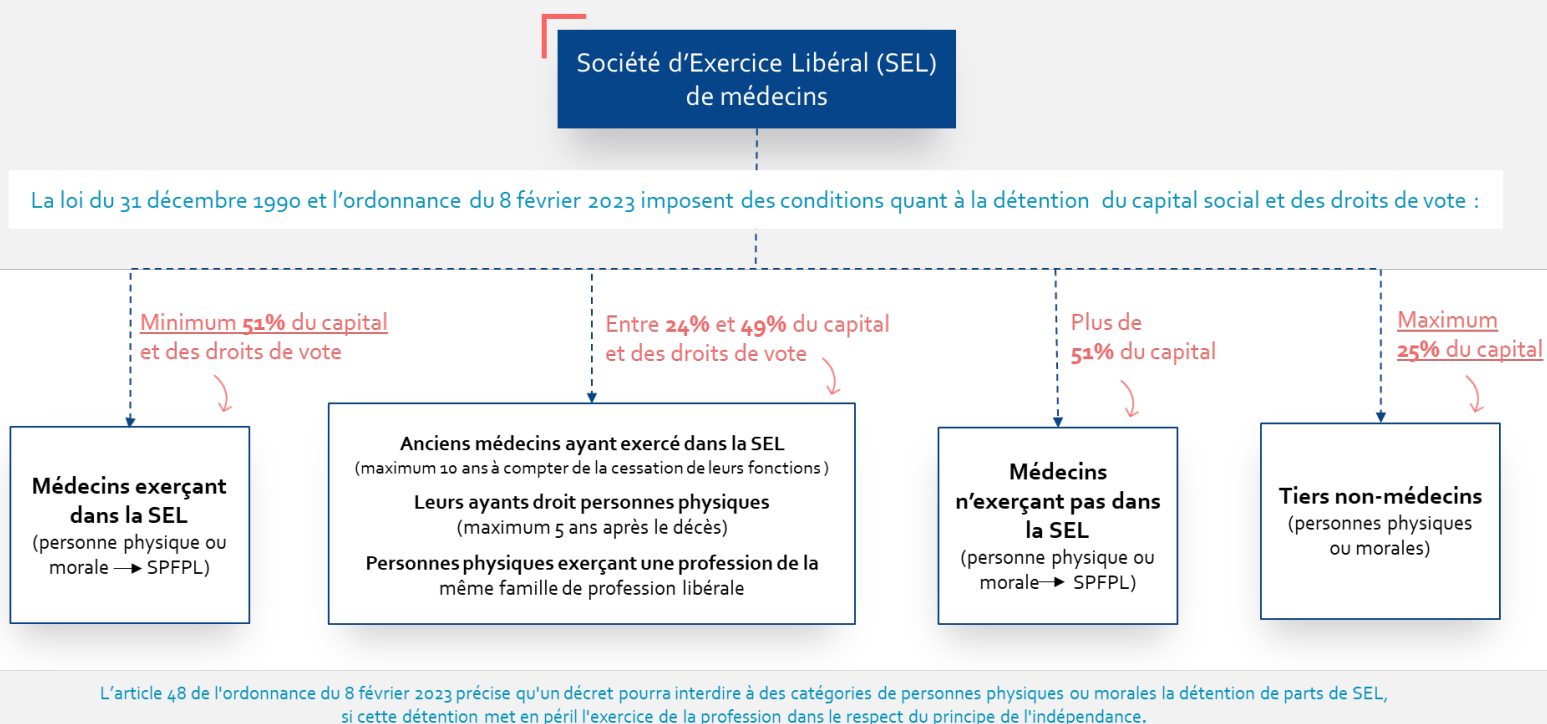 Société d’Exercice Libéral (SEL)
de médecins
La loi du 31 décembre 1990 et l’ordonnance du 8 février 2023 imposent des conditions quant à la détention du capital social et des droits de vote :
Minimum 51% du capital
et des droits de vote
Médecins exerçant
dans la SEL
(personne physique ou
morale → SPFPL)
Entre 24% et 49% du capital
et des droits de vote
Anciens médecins ayant exercé dans la SEL
(maximum 10 ans à compter de la cessation de leurs fonctions )
Leurs ayants droit personnes physiques
(maximum 5 ans après le décès)
Personnes physiques exerçant une profession de la
même famille de profession libérale
Plus de
51% du capital
Médecins
n’exerçant pas dans
la SEL
(personne physique ou
morale → SPFPL)
Maximum
25% du capital
Tiers non-médecins
(personnes physiques
ou morales)
L’article 48 de l'ordonnance du 8 février 2023 précise qu'un décret pourra interdire à des catégories de personnes physiques ou morales la détention de parts de SEL,
si cette détention met en péril l'exercice de la profession dans le respect du principe de l'indépendance.